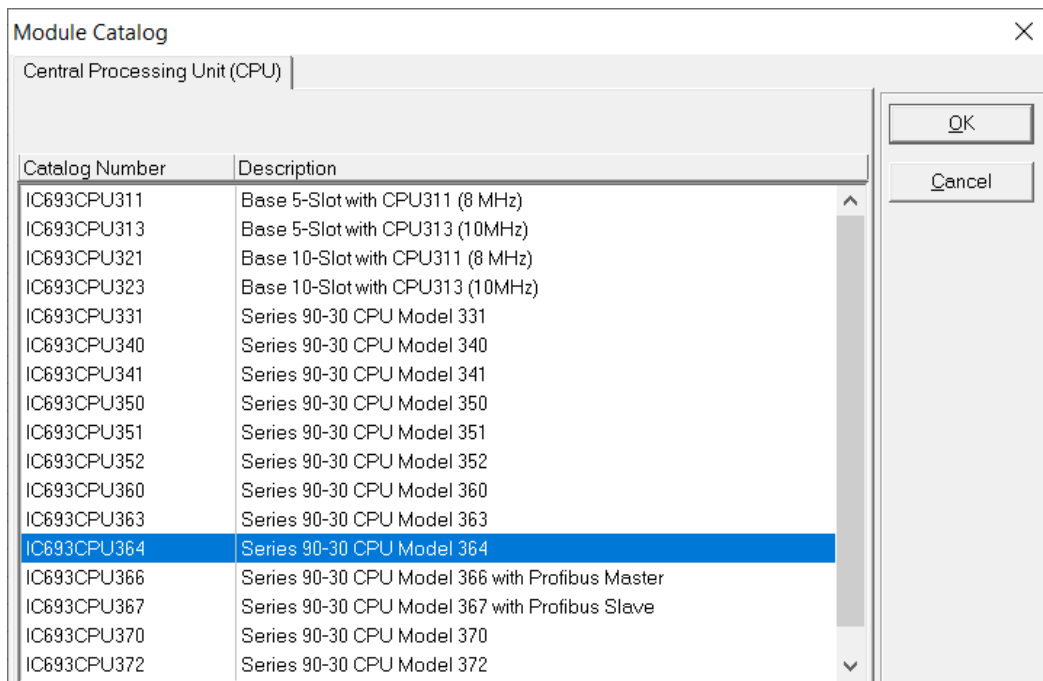 Module Catalog
Central Processing Unit (CPU)
OK
Cancel
Catalog Number Description
IC693CPU311 Base 5-Slot with CPU311 (8 MHz)
IC693CPU313 Base 5-Slot with CPU313 (10MHz)
IC693CPU321 Base 10-Slot with CPU311 (8 MHz)
IC693CPU323 Base 10-Slot with CPU313 (10MHz)
IC693CPU331 Series 90-30 CPU Model 331
IC693CPU340 Series 90-30 CPU Model 340
IC693CPU341 Series 90-30 CPU Model 341
IC693CPU350 Series 90-30 CPU Model 350
IC693CPU351 Series 90-30 CPU Model 351
IC693CPU352 Series 90-30 CPU Model 352
IC693CPU360 Series 90-30 CPU Model 360
IC693CPU363 Series 90-30 CPU Model 363
IC693CPU364 Series 90-30 CPU Model 364
IC693CPU366 Series 90-30 CPU Model 366 with Profibus Master
IC693CPU367 Series 90-30 CPU Model 367 with Profibus Slave
IC693CPU370 Series 90-30 CPU Model 370
IC693CPU372 Series 90-30 CPU Model 372